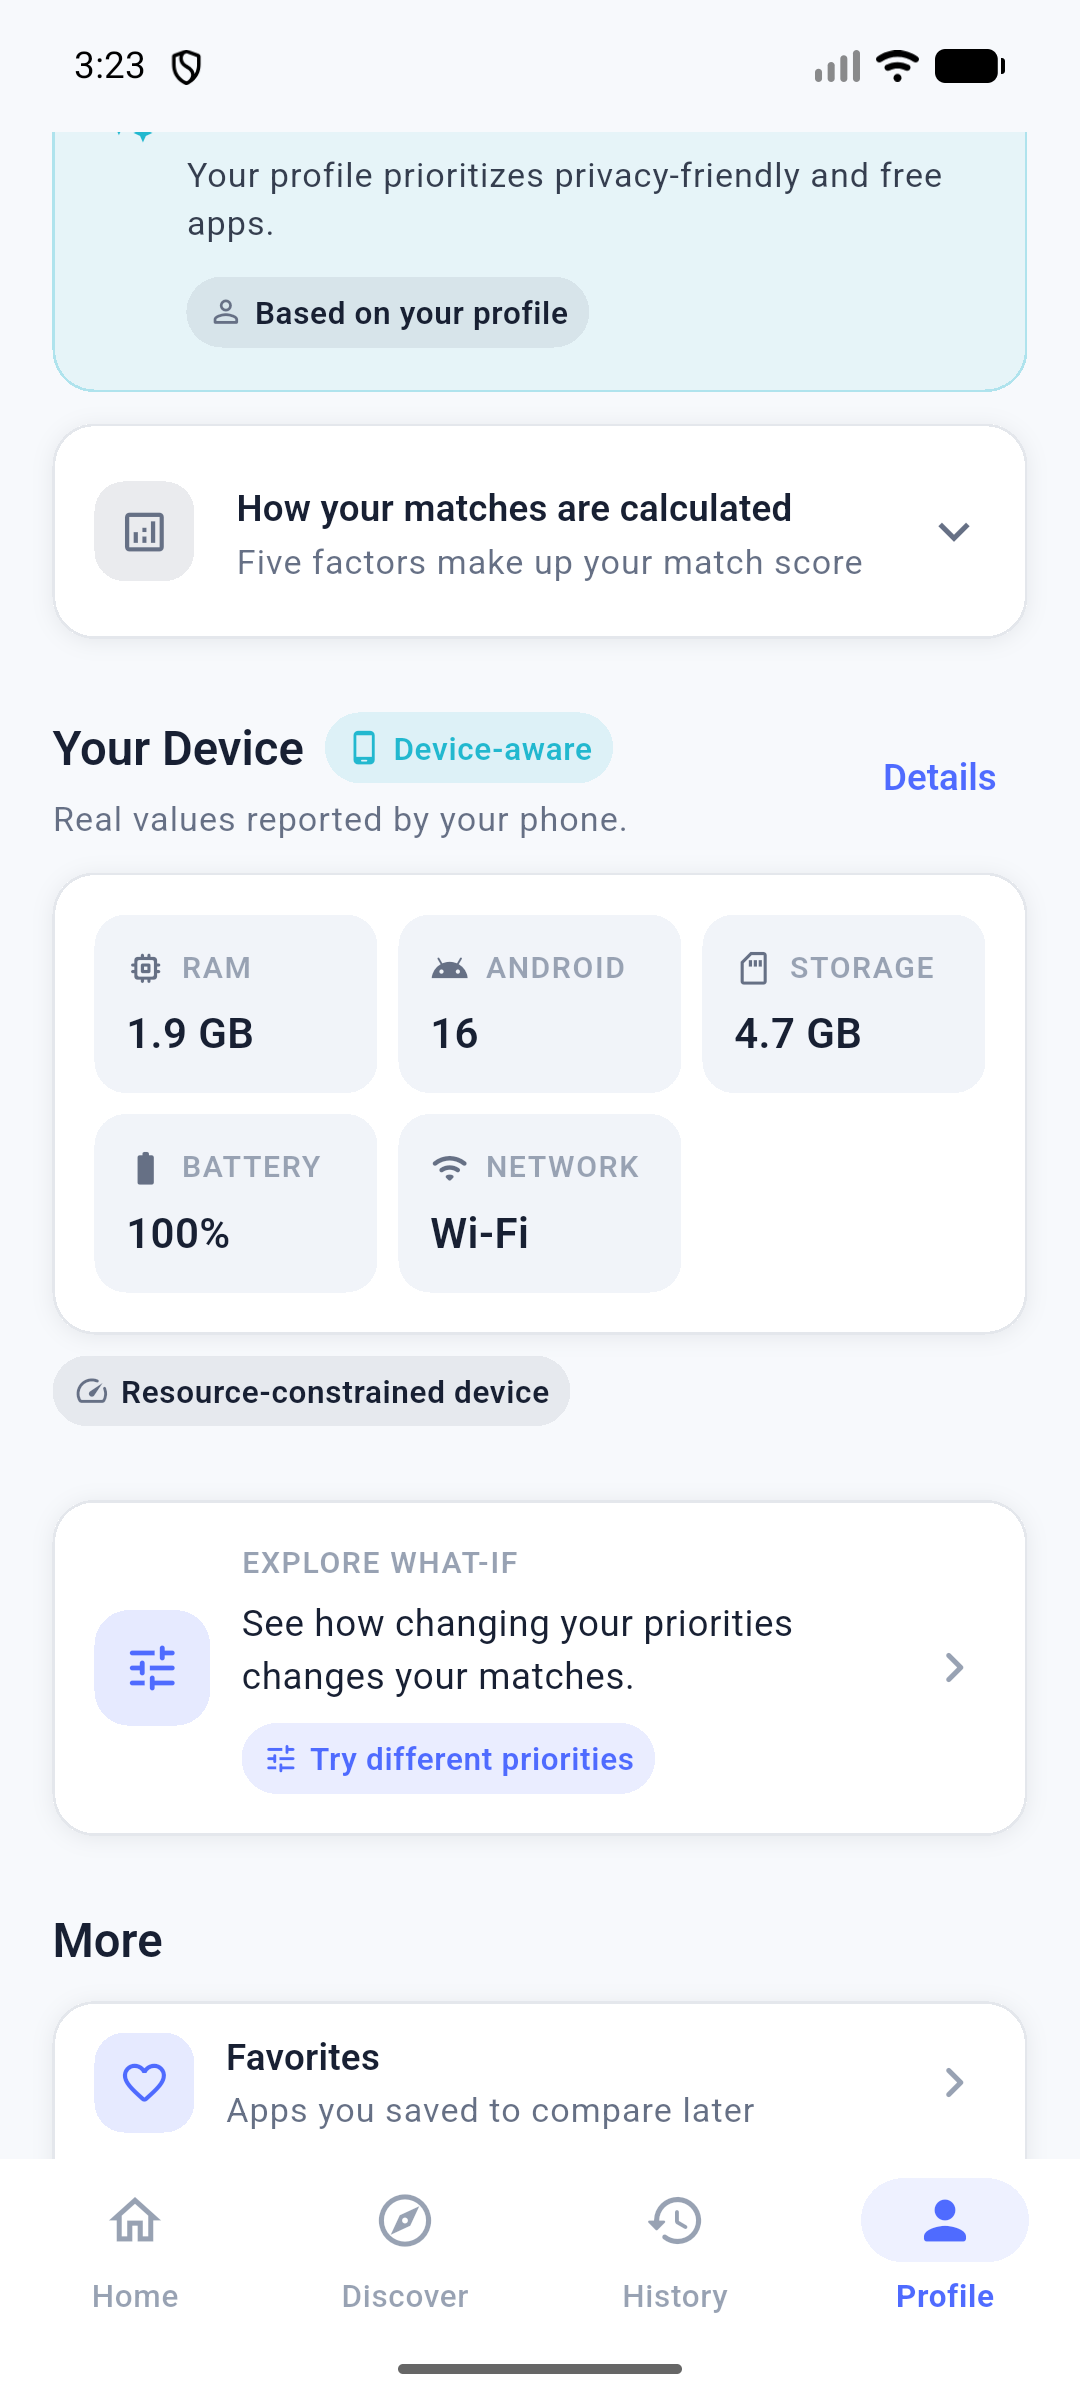 3:23
Your profile prioritizes privacy-friendly and free
apps.
Based on your profile
How your matches are calculated
Five factors make up your match score
Your Device
Device-aware
Details
Real values reported by your phone.
RAM
1.9 GB
ANDROID
16
STORAGE
4.7 GB
BATTERY
100%
NETWORK
Wi-Fi
Resource-constrained device
EXPLORE WHAT-IF
See how changing your priorities
changes your matches.
Try different priorities
More
Favorites
Apps you saved to compare later
Home
Discover
History
Profile